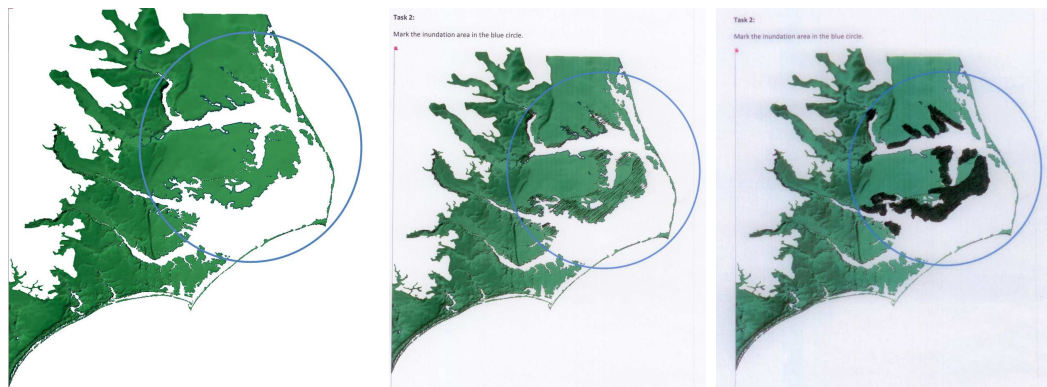 Task 2:
Mark the inundation area in the blue circle.
Task 2:
Mark the inundation area in the blue circle.